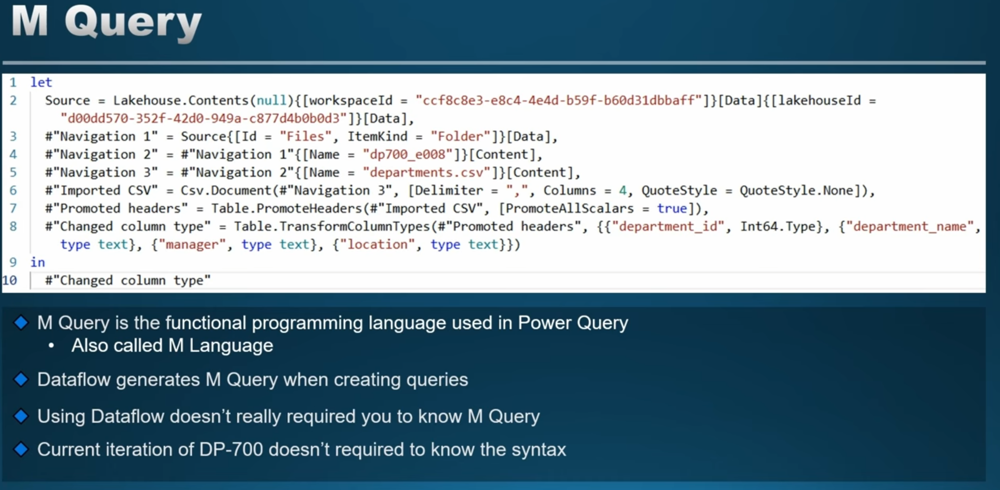 M Query
1 let
2 Source = Lakehouse.Contents(null){[workspaceId = "ccf8c8e3-e8c4-4e4d-b59f-b60d31dbbaff"]}[Data]{[lakehouseId =
"d00dd570-352f-42d0-949a-c877d4b0b0d3"]}[Data],
3 #"Navigation 1" = Source{[Id = "Files", ItemKind = "Folder"]}[Data],
4 #"Navigation 2" = #"Navigation 1"{[Name = "dp700_e008"]}[Content],
5 #"Navigation 3" = #"Navigation 2"{[Name = "departments.csv"]}[Content],
6 #"Imported CSV" = Csv.Document(#"Navigation 3", [Delimiter = ",", Columns = 4, QuoteStyle = QuoteStyle.None]),
7 #"Promoted headers" = Table.PromoteHeaders(#"Imported CSV", [PromoteAllScalars = true]),
8 #"Changed column type" = Table.TransformColumnTypes(#"Promoted headers", {{"department_id", Int64.Type}, {"department_name",
type text}, {"manager", type text}, {"location", type text}})
9 in
10 #"Changed column type"
M Query is the functional programming language used in Power Query
• Also called M Language
Dataflow generates M Query when creating queries
Using Dataflow doesn't really required you to know M Query
Current iteration of DP-700 doesn't required to know the syntax